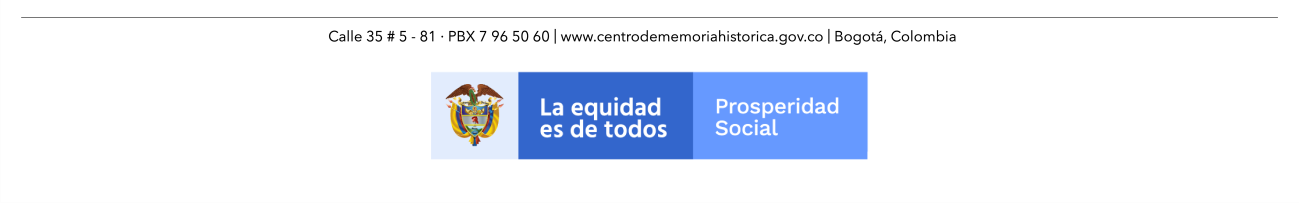 Calle 35 # 5 - 81 · PBX 7 96 50 60 | www.centrodememoriahistorica.gov.co | Bogotá, Colombia
La equidad
es de todos
Prosperidad
Social